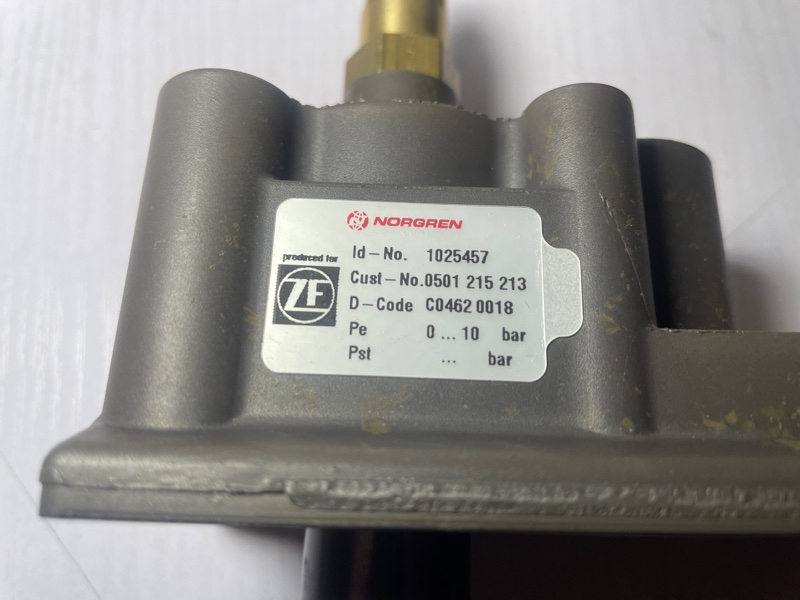 NORGREN
produced for
ZF
Id-No. 1025457
Cust-No.0501 215 213
D-Code C0462 0018
Pe 0 ... 10 bar
Pst ... bar